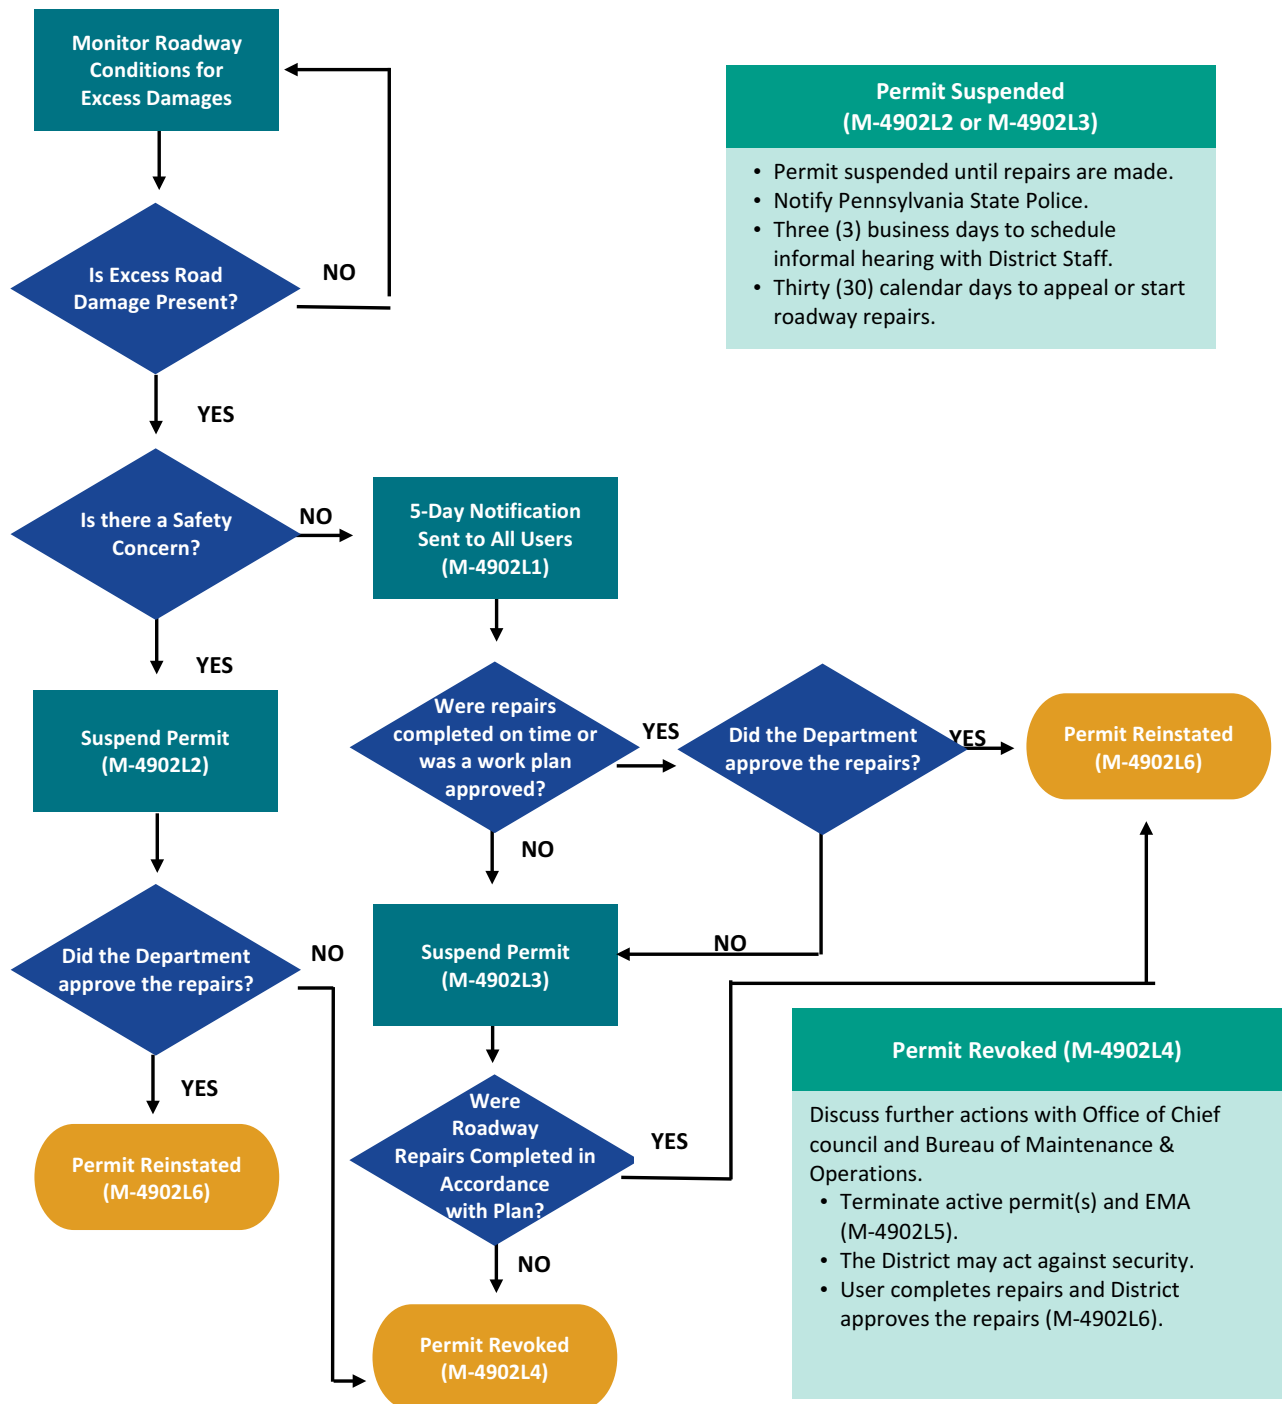 Monitor Roadway
Conditions for
Excess Damages
Permit Suspended
(M-4902L2 or M-4902L3)
• Permit suspended until repairs are made.
• Notify Pennsylvania State Police.
• Three (3) business days to schedule
informal hearing with District Staff.
• Thirty (30) calendar days to appeal or start
roadway repairs.
Is Excess Road
Damage Present?
NO
YES
Is there a Safety
Concern?
NO
5-Day Notification
Sent to All Users
(M-4902L1)
YES
Suspend Permit
(M-4902L2)
Were repairs
completed on time or
was a work plan
approved?
YES
Did the Department
approve the repairs?
YES
Permit Reinstated
(M-4902L6)
NO
Did the Department
approve the repairs?
NO
Suspend Permit
(M-4902L3)
NO
YES
Permit Reinstated
(M-4902L6)
Were
Roadway
Repairs Completed in
Accordance
with Plan?
YES
NO
Permit Revoked
(M-4902L4)
Permit Revoked (M-4902L4)
Discuss further actions with Office of Chief
council and Bureau of Maintenance &
Operations.
• Terminate active permit(s) and EMA
(M-4902L5).
• The District may act against security.
• User completes repairs and District
approves the repairs (M-4902L6).